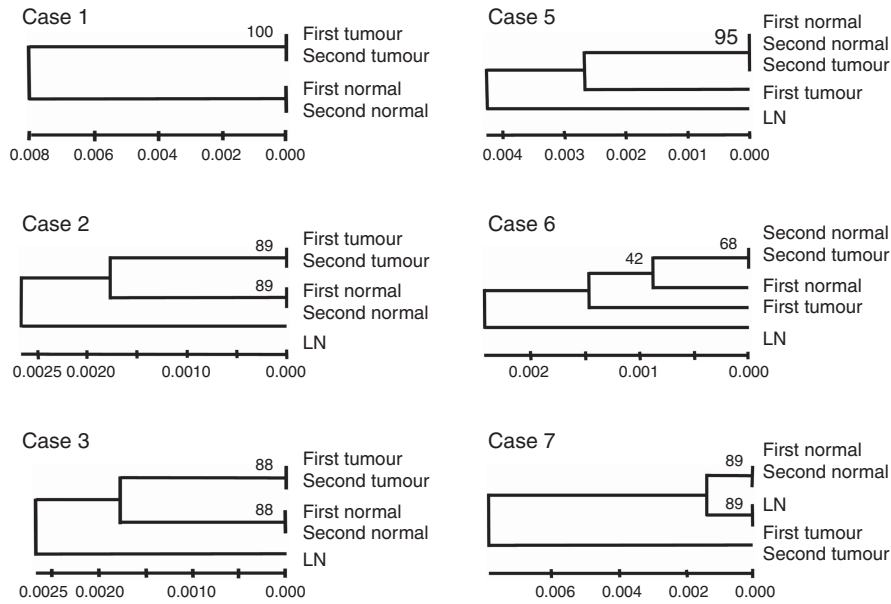 Case 1
100
First tumour
Second tumour
First normal
Second normal
0.008 0.006 0.004 0.002 0.000
Case 2
89
First tumour
Second tumour
89
First normal
Second normal
LN
0.0025 0.0020 0.0010 0.000
Case 3
88
First tumour
Second tumour
88
First normal
Second normal
LN
0.0025 0.0020 0.0010 0.000
Case 5
95
First normal
Second normal
Second tumour
First tumour
LN
0.004 0.003 0.002 0.001 0.000
Case 6
68
Second normal
Second tumour
42
First normal
First tumour
LN
0.002 0.001 0.000
Case 7
89
First normal
Second normal
89
LN
First tumour
Second tumour
0.006 0.004 0.002 0.000